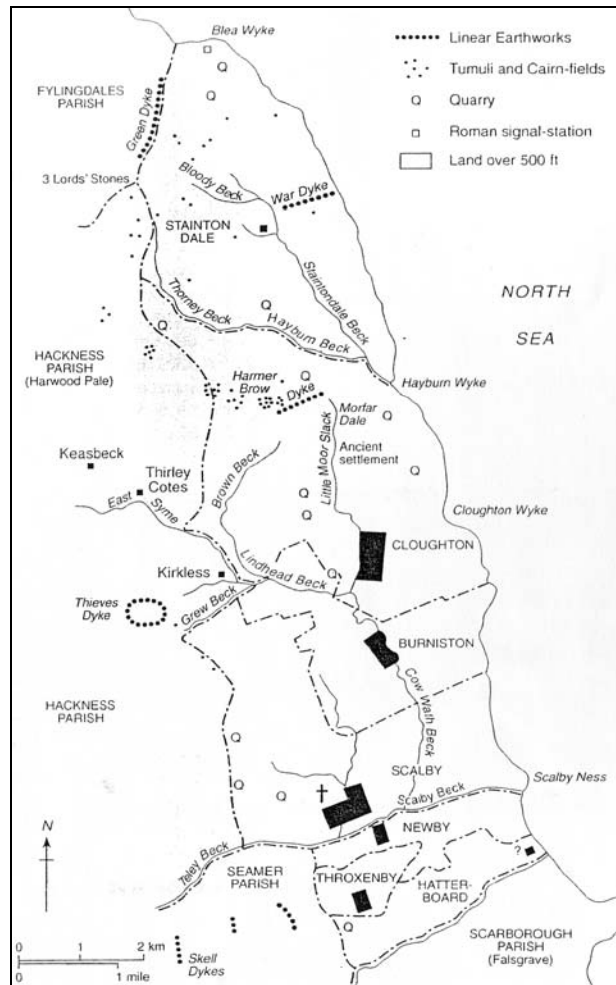 Blea Wyke
Linear Earthworks
Tumuli and Cairn-fields
Q Quarry
Roman signal-station
Land over 500 ft
Q
Q
FYLINGDALES
PARISH
Green Dyke
3 Lords' Stones
Bloody Beck
War Dyke
STAINTON
DALE
Staintondale Beck
Thorney Beck
Q
Hayburn Beck
Q
NORTH
SEA
HACKNESS
PARISH
(Harwood Pale)
Harmer
Brow
Q
Dyke
Hayburn Wyke
Morfar
Dale
Q
Little Moor Slack
Ancient
settlement
Q
Keasbeck
Thirley
Cotes
Brown Beck
Q
Q
East Syme
Cloughton Wyke
CLOUGHTON
Kirkless
Lindhead Beck
Q
Thieves
Dyke
Grew Beck
BURNISTON
Cow Wath Beck
HACKNESS
PARISH
Q
Q
Q
SCALBY
Scalby Ness
Scalby Beck
N
NEWBY
?
Teley Beck
SEAMER
PARISH
THROXENBY
HATTER-
BOARD
Q
SCARBOROUGH
PARISH
(Falsgrave)
Skell
Dykes
0 1 2 km
0 1 mile